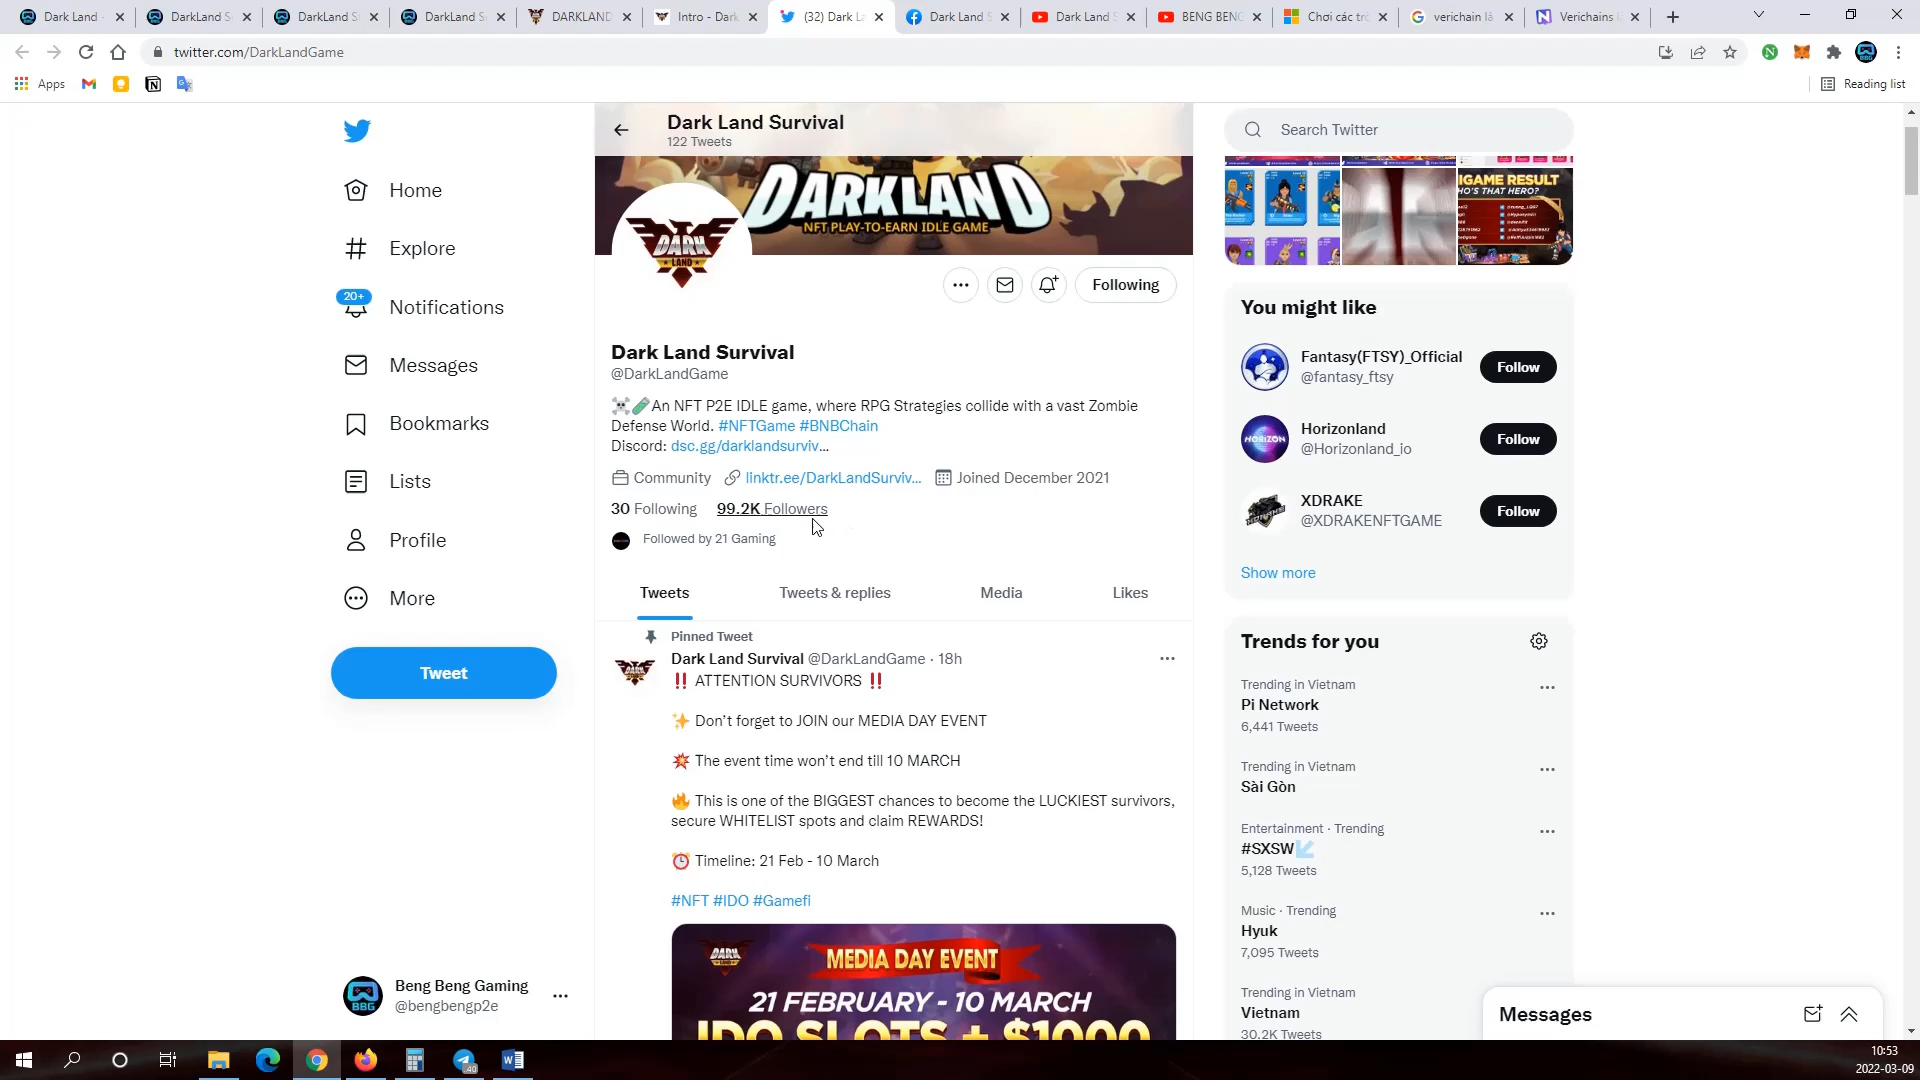 Dark Land
DarkLand S
DarkLand S
DarkLand S
DARKLAND
Intro - Dark
(32) Dark La
Dark Land S
Dark Land S
BENG BENG
Chơi các trò
verichain là
Verichains
twitter.com/DarkLandGame
Apps
Reading list
Dark Land Survival
122 Tweets
Search Twitter
DARKLAND
NFT PLAY-TO-EARN IDLE GAME
DARK
LAND
IGAME RESULT
HO'S THAT HERO?
Home
Explore
20+
Notifications
Messages
Bookmarks
Lists
Profile
More
Tweet
Beng Beng Gaming
@bengbengp2e
BBG
Following
Dark Land Survival
@DarkLandGame
☠️🧪An NFT P2E IDLE game, where RPG Strategies collide with a vast Zombie
Defense World. #NFTGame #BNBChain
Discord: dsc.gg/darklandsurviv...
Community linktr.ee/DarkLandSurviv... Joined December 2021
30 Following 99.2K Followers
Followed by 21 Gaming
Tweets Tweets & replies Media Likes
Pinned Tweet
Dark Land Survival @DarkLandGame · 18h
‼️ ATTENTION SURVIVORS ‼️
✨ Don't forget to JOIN our MEDIA DAY EVENT
💥 The event time won't end till 10 MARCH
🔥 This is one of the BIGGEST chances to become the LUCKIEST survivors,
secure WHITELIST spots and claim REWARDS!
⏰ Timeline: 21 Feb - 10 March
#NFT #IDO #Gamefi
DARK
LAND
MEDIA DAY EVENT
21 FEBRUARY - 10 MARCH
IDO SLOTS + $1000
You might like
Fantasy(FTSY)_Official
@fantasy_ftsy
Follow
HORIZON
Horizonland
@Horizonland_io
Follow
XDRAKE
@XDRAKENFTGAME
Follow
Show more
Trends for you
Trending in Vietnam
Pi Network
6,441 Tweets
Trending in Vietnam
Sài Gòn
Entertainment · Trending
#SXSW
5,128 Tweets
Music · Trending
Hyuk
7,095 Tweets
Trending in Vietnam
Vietnam
30.2K Tweets
Messages
10:53
2022-03-09